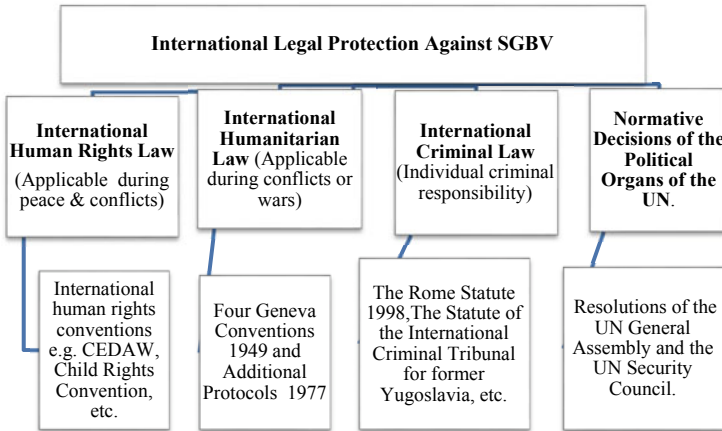 International Legal Protection Against SGBV
International
Human Rights Law
(Applicable during
peace & conflicts)
International
Humanitarian
Law (Applicable
during conflicts or
wars)
International
Criminal Law
(Individual criminal
responsibility)
Normative
Decisions of the
Political
Organs of the
UN.
International
human rights
conventions
e.g. CEDAW,
Child Rights
Convention,
etc.
Four Geneva
Conventions
1949 and
Additional
Protocols 1977
The Rome Statute
1998,The Statute of
the International
Criminal Tribunal
for former
Yugoslavia, etc.
Resolutions of the
UN General
Assembly and the
UN Security
Council.